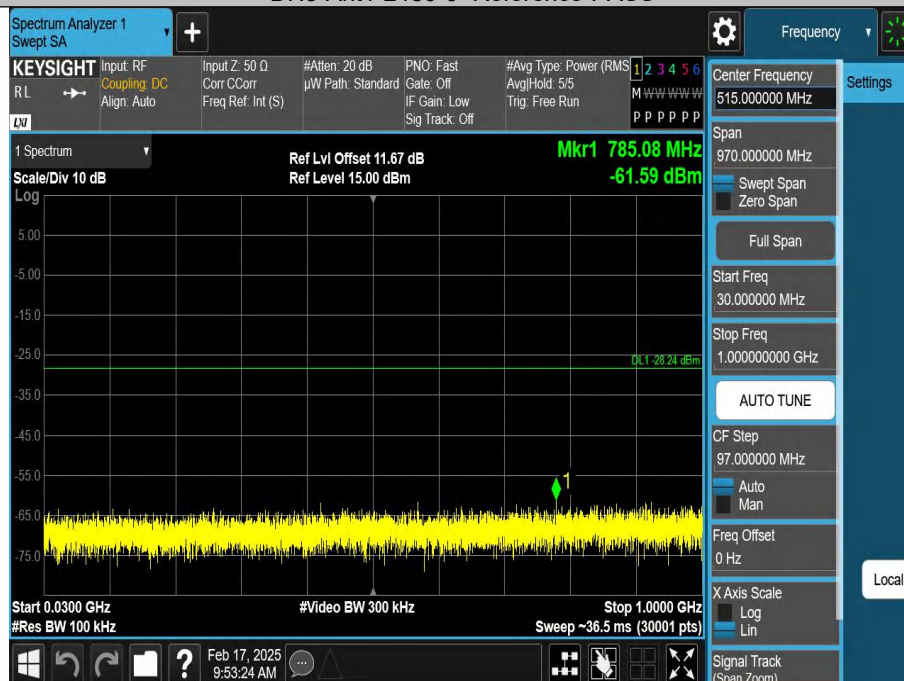 Spectrum Analyzer 1
Swept SA
Frequency
KEYSIGHT
RL
LXI
Input: RF
Coupling: DC
Align: Auto
Input Z: 50 Ω
Corr CCorr
Freq Ref: Int (S)
#Atten: 20 dB
µW Path: Standard
PNO: Fast
Gate: Off
IF Gain: Low
Sig Track: Off
#Avg Type: Power (RMS
Avg|Hold: 5/5
Trig: Free Run
1 2 3 4 5 6
M W W W W W
P P P P P P
1 Spectrum
Scale/Div 10 dB
Log
Ref Lvl Offset 11.67 dB
Ref Level 15.00 dBm
Mkr1 785.08 MHz
-61.59 dBm
5.00
-5.00
-15.0
-25.0
DL1 -28.24 dBm
-35.0
-45.0
-55.0
1
-65.0
-75.0
Start 0.0300 GHz
#Res BW 100 kHz
#Video BW 300 kHz
Stop 1.0000 GHz
Sweep ~36.5 ms (30001 pts)
Feb 17, 2025
9:53:24 AM
Center Frequency
515.000000 MHz
Settings
Span
970.000000 MHz
Swept Span
Zero Span
Full Span
Start Freq
30.000000 MHz
Stop Freq
1.000000000 GHz
AUTO TUNE
CF Step
97.000000 MHz
Auto
Man
Freq Offset
0 Hz
Local
X Axis Scale
Log
Lin
Signal Track
(Span Zoom)